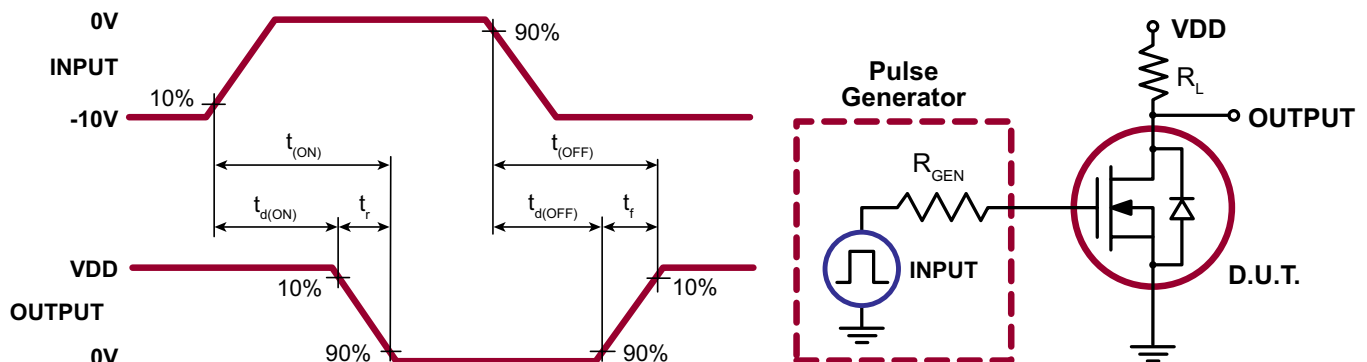 0V
90%
INPUT
10%
-10V
t(ON)
t(OFF)
td(ON)
tr
td(OFF)
tf
VDD
10%
10%
OUTPUT
90%
90%
0V
Pulse
Generator
RGEN
INPUT
VDD
RL
OUTPUT
D.U.T.